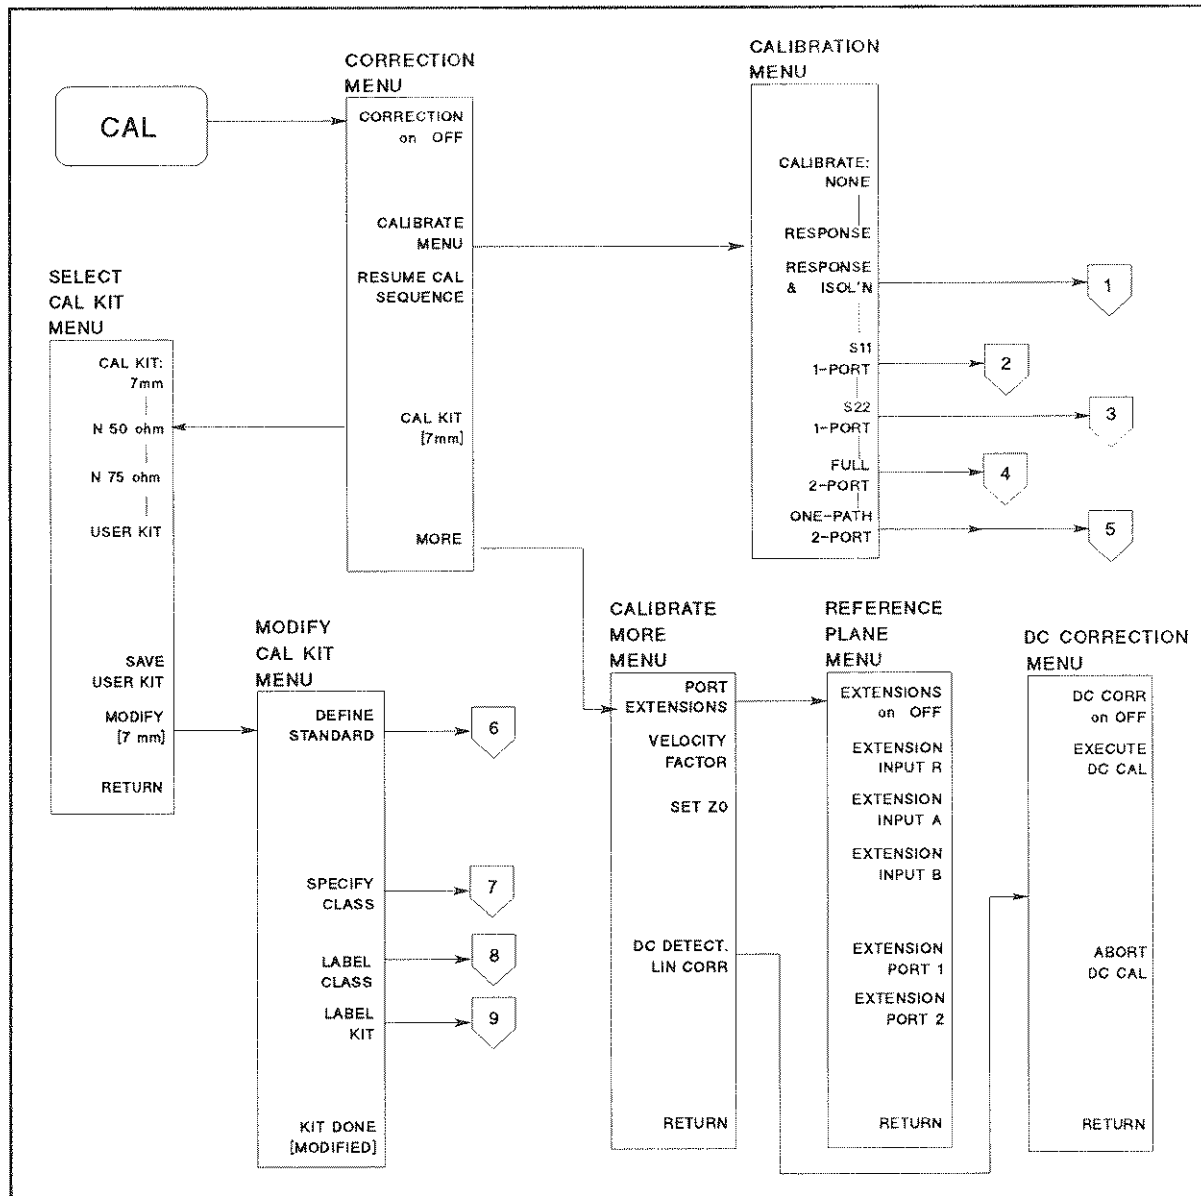 CAL
CORRECTION
MENU
CORRECTION
on OFF
CALIBRATE
MENU
RESUME CAL
SEQUENCE
CAL KIT
[7mm]
MORE
CALIBRATION
MENU
CALIBRATE:
NONE
RESPONSE
RESPONSE
& ISOL'N
S11
1-PORT
S22
1-PORT
FULL
2-PORT
ONE-PATH
2-PORT
1
2
3
4
5
SELECT
CAL KIT
MENU
CAL KIT:
7mm
N 50 ohm
N 75 ohm
USER KIT
SAVE
USER KIT
MODIFY
[7 mm]
RETURN
MODIFY
CAL KIT
MENU
DEFINE
STANDARD
SPECIFY
CLASS
LABEL
CLASS
LABEL
KIT
KIT DONE
[MODIFIED]
6
7
8
9
CALIBRATE
MORE
MENU
PORT
EXTENSIONS
VELOCITY
FACTOR
SET Z0
DC DETECT.
LIN CORR
RETURN
REFERENCE
PLANE
MENU
EXTENSIONS
on OFF
EXTENSION
INPUT R
EXTENSION
INPUT A
EXTENSION
INPUT B
EXTENSION
PORT 1
EXTENSION
PORT 2
RETURN
DC CORRECTION
MENU
DC CORR
on OFF
EXECUTE
DC CAL
ABORT
DC CAL
RETURN